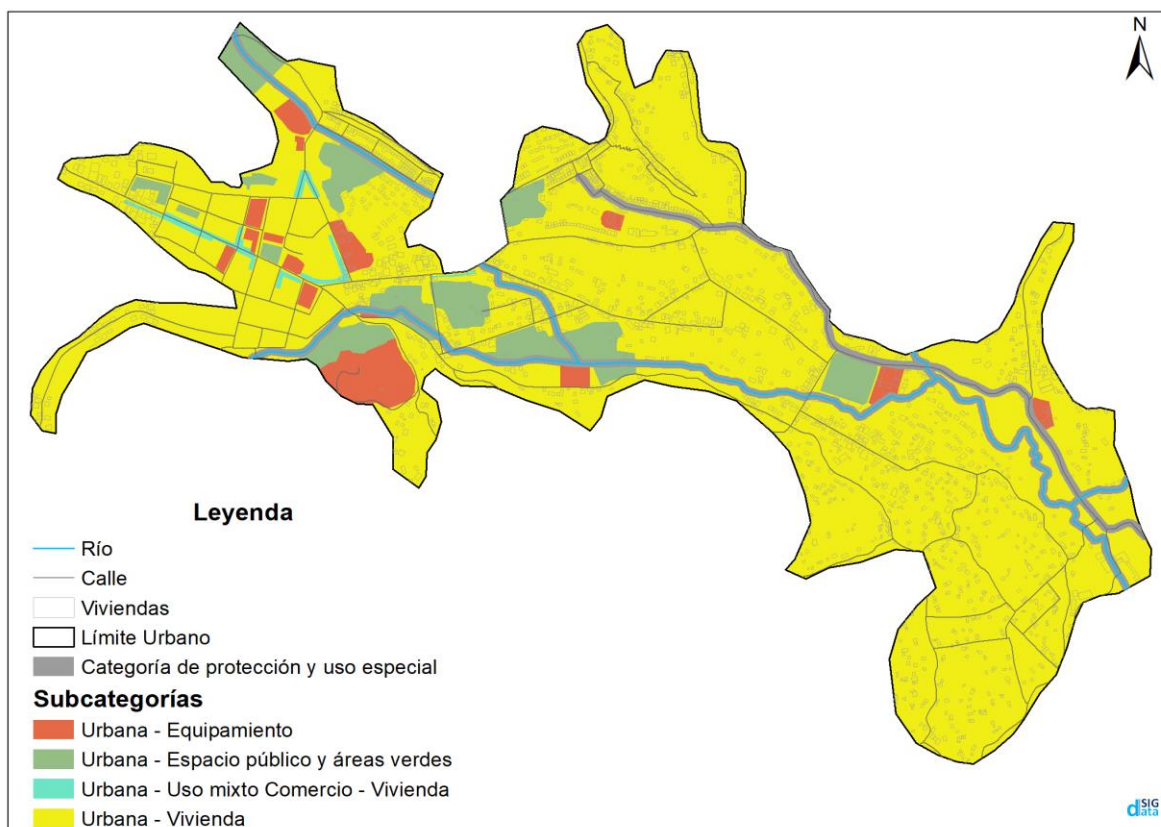 N
Leyenda
Río
Calle
Viviendas
Límite Urbano
Categoría de protección y uso especial
Subcategorías
Urbana - Equipamiento
Urbana - Espacio público y áreas verdes
Urbana - Uso mixto Comercio - Vivienda
Urbana - Vivienda
SIG
data